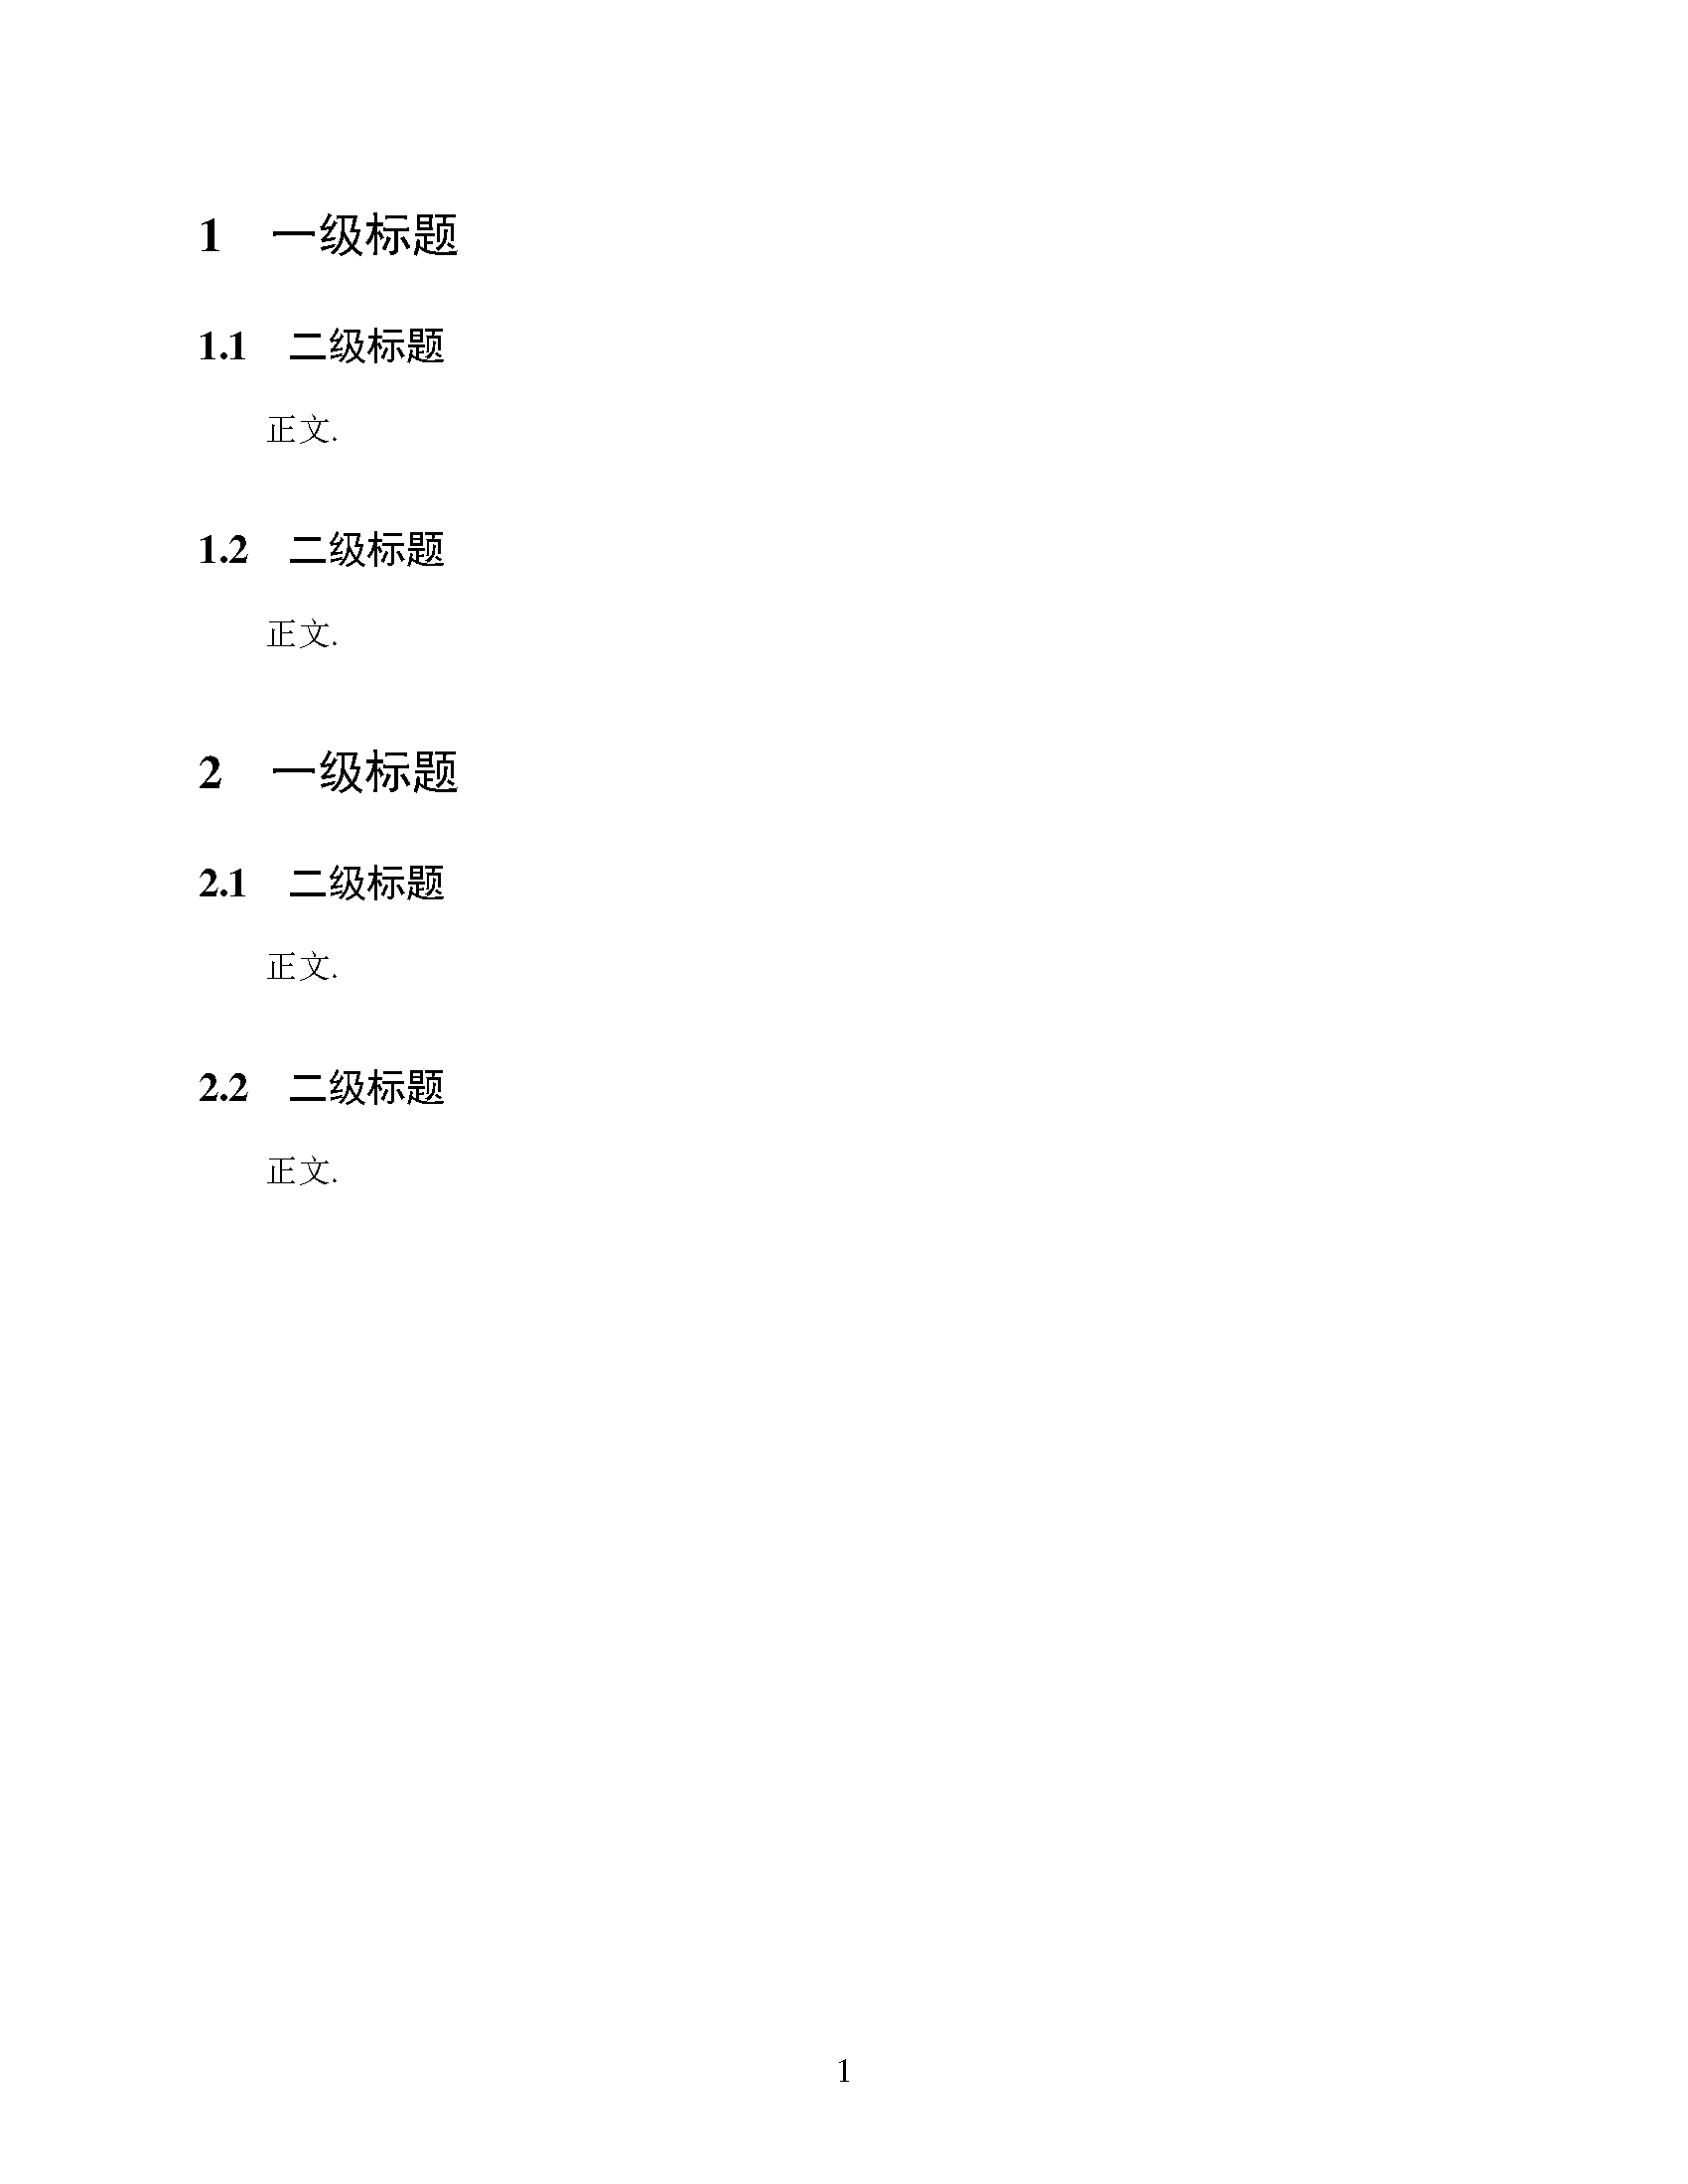 1 一级标题
1.1 二级标题
正文.
1.2 二级标题
正文.
2 一级标题
2.1 二级标题
正文.
2.2 二级标题
正文.
1